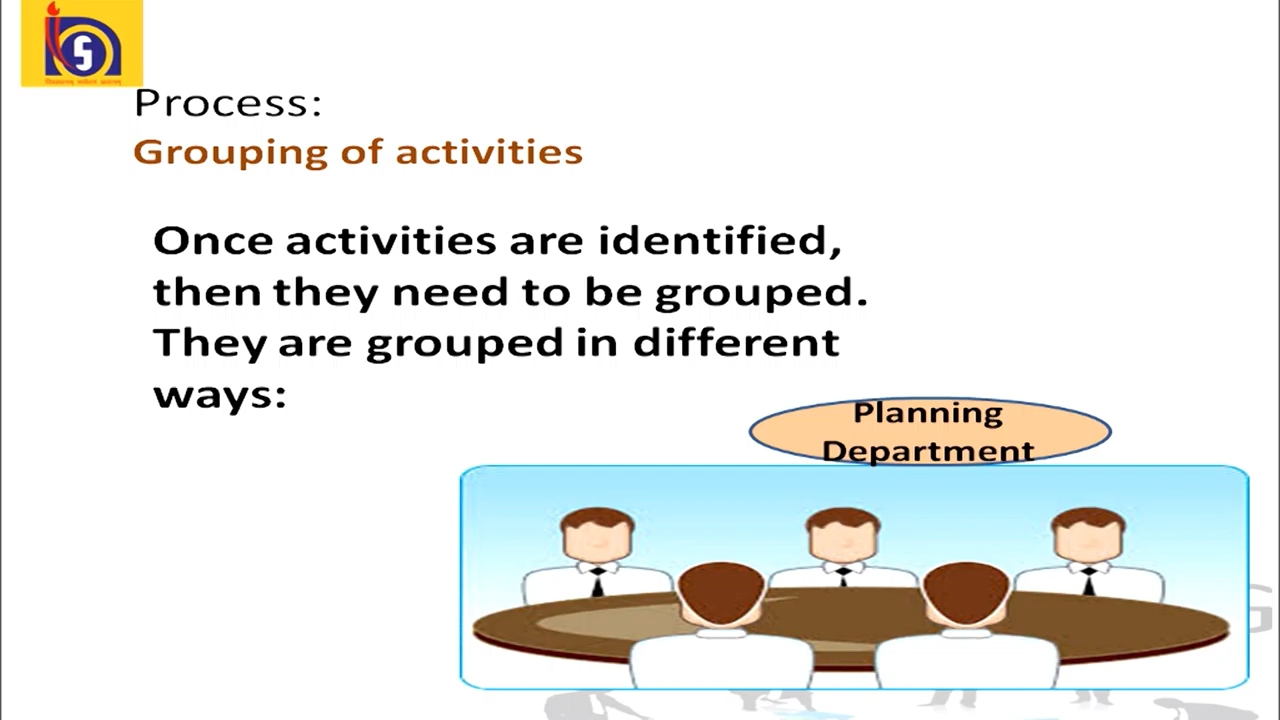 Process:
Grouping of activities
Once activities are identified,
then they need to be grouped.
They are grouped in different
ways:
Planning
Department
G